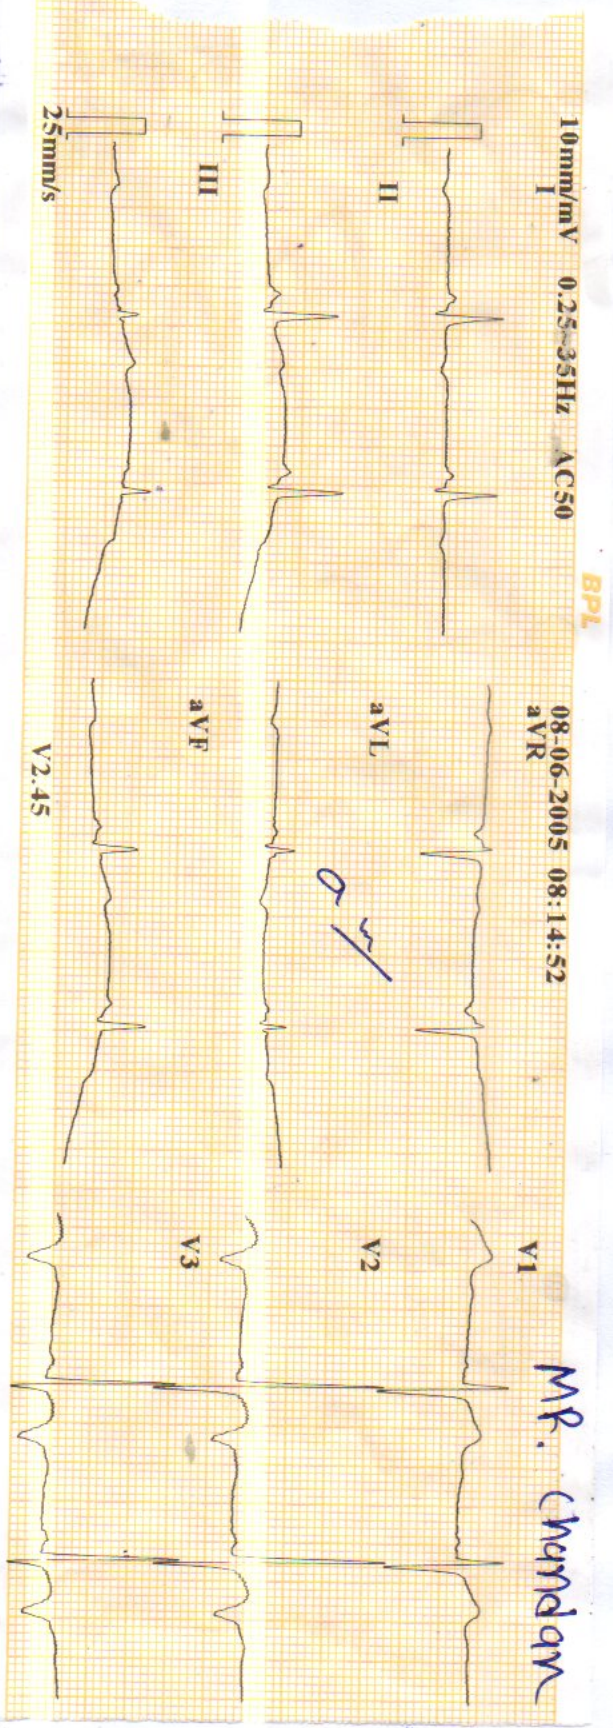 10mm/mV 0.25~35Hz AC50
BPL
08-06-2005 08:14:52
MR. Chandan
I
aVR
V1
II
aVL
V2
III
aVF
V3
25mm/s
V2.45